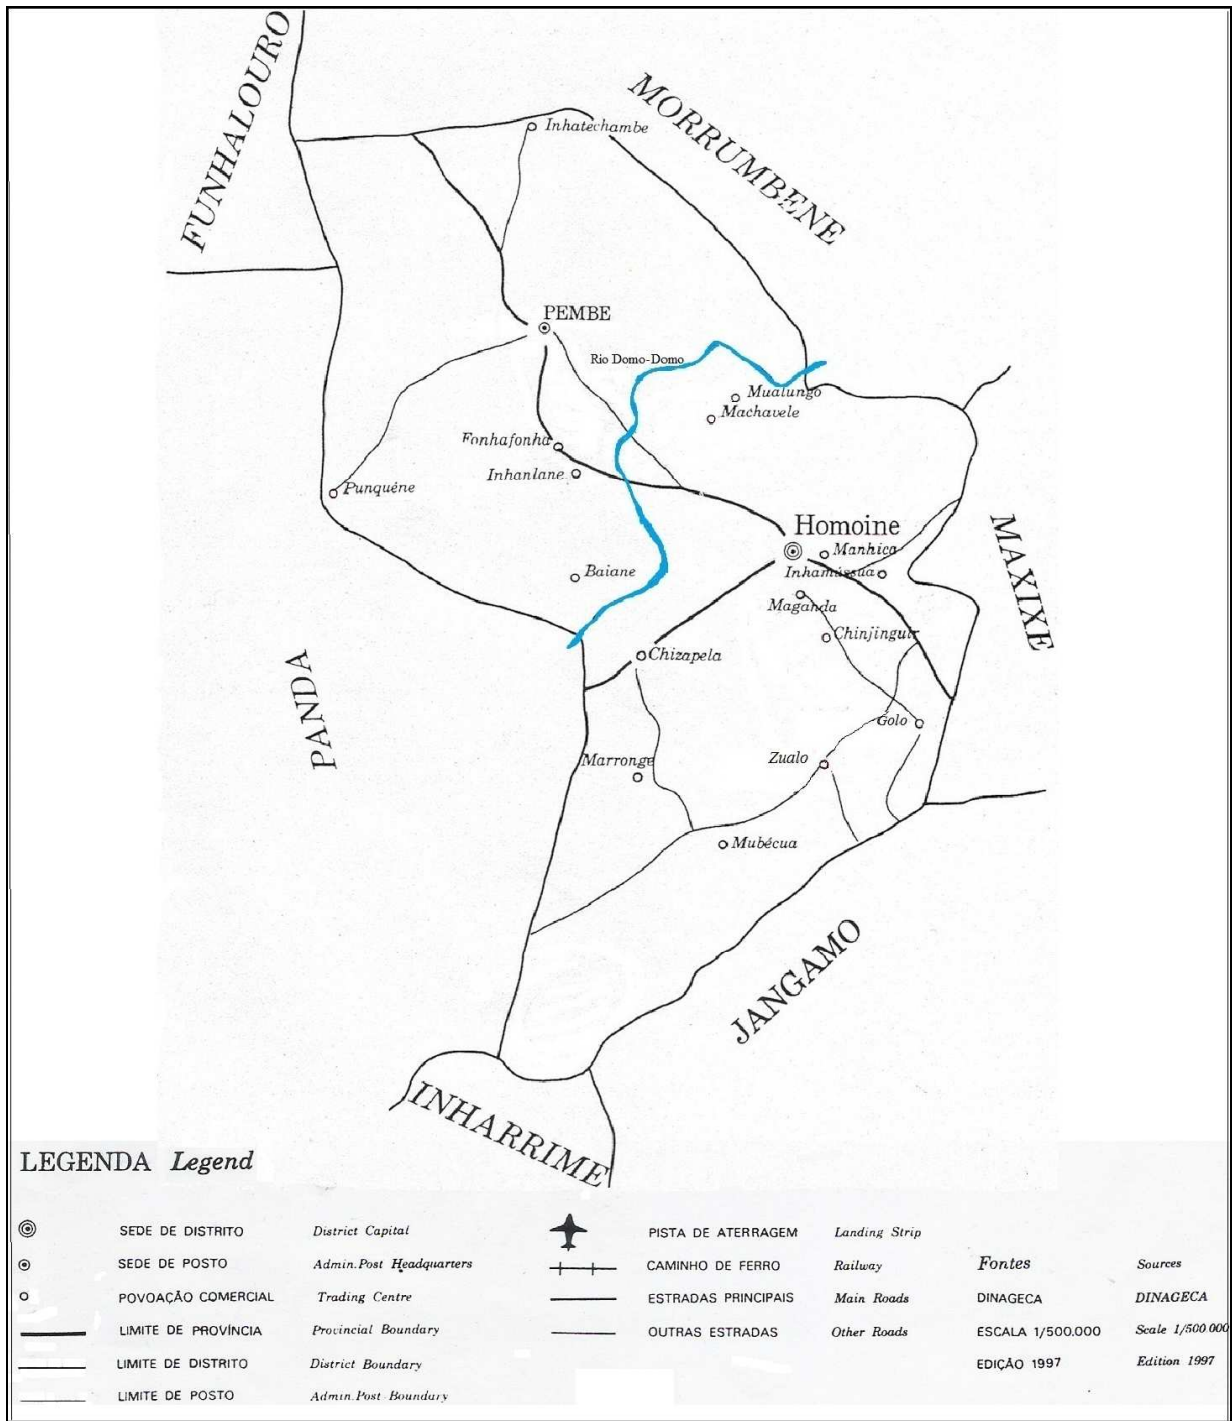 FUNHALOURO
MORRUMBENE
Inhatechambe
PEMBE
Rio Domo-Domo
Mualungo
Machavele
Fonhafonha
Inhanlane
Punquéne
Homoine
Manhica
Inhamússua
MAXIXE
Baiane
Maganda
Chinjinguir
Chizapela
PANDA
Golo
Marronge
Zualo
Mubécua
JANGAMO
INHARRIME
LEGENDA Legend
SEDE DE DISTRITO District Capital
SEDE DE POSTO Admin.Post Headquarters
POVOAÇÃO COMERCIAL Trading Centre
LIMITE DE PROVÍNCIA Provincial Boundary
LIMITE DE DISTRITO District Boundary
LIMITE DE POSTO Admin.Post Boundary
PISTA DE ATERRAGEM Landing Strip
CAMINHO DE FERRO Railway
ESTRADAS PRINCIPAIS Main Roads
OUTRAS ESTRADAS Other Roads
Fontes Sources
DINAGECA DINAGECA
ESCALA 1/500.000 Scale 1/500.000
EDIÇÃO 1997 Edition 1997